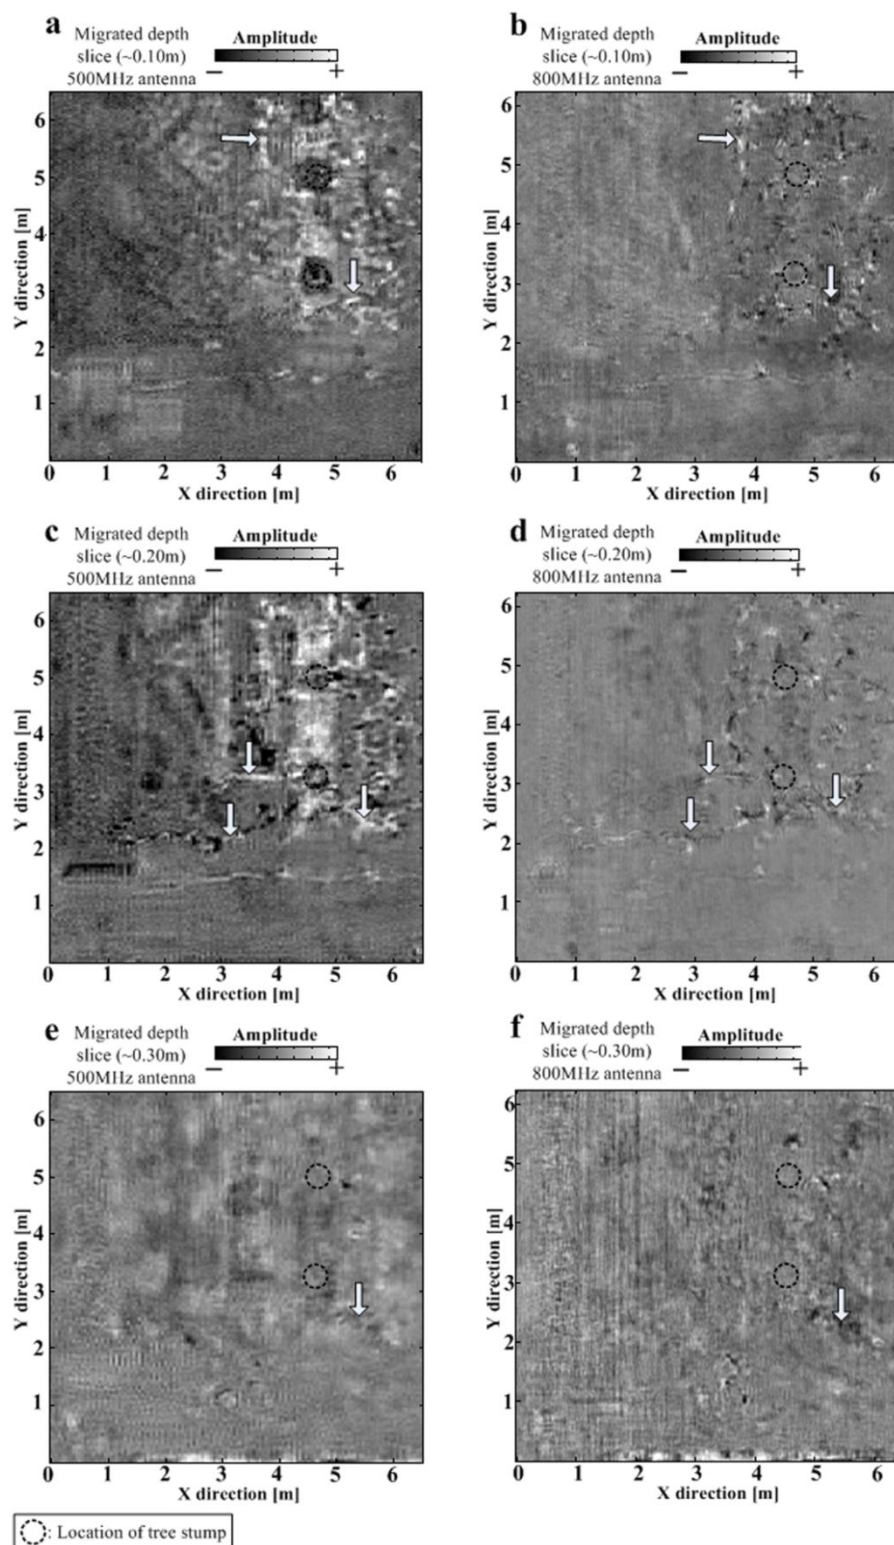 a
Migrated depth
slice (~0.10m)
500MHz antenna
Amplitude
− +
Y direction [m]
6
5
4
3
2
1
0 1 2 3 4 5 6
X direction [m]
b
Migrated depth
slice (~0.10m)
800MHz antenna
Amplitude
− +
Y direction [m]
6
5
4
3
2
1
0 1 2 3 4 5 6
X direction [m]
c
Migrated depth
slice (~0.20m)
500MHz antenna
Amplitude
− +
Y direction [m]
6
5
4
3
2
1
0 1 2 3 4 5 6
X direction [m]
d
Migrated depth
slice (~0.20m)
800MHz antenna
Amplitude
− +
Y direction [m]
6
5
4
3
2
1
0 1 2 3 4 5 6
X direction [m]
e
Migrated depth
slice (~0.30m)
500MHz antenna
Amplitude
− +
Y direction [m]
6
5
4
3
2
1
0 1 2 3 4 5 6
X direction [m]
f
Migrated depth
slice (~0.30m)
800MHz antenna
Amplitude
− +
Y direction [m]
6
5
4
3
2
1
0 1 2 3 4 5 6
X direction [m]
: Location of tree stump